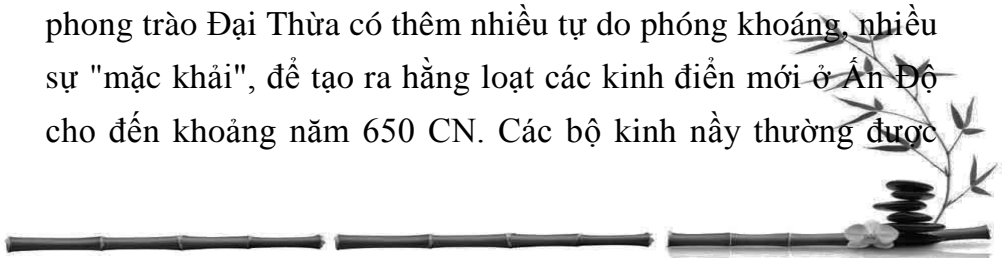 phong trào Đại Thừa có thêm nhiều tự do phóng khoáng, nhiều
sự "mặc khải", để tạo ra hằng loạt các kinh điển mới ở Ấn Độ
cho đến khoảng năm 650 CN. Các bộ kinh nầy thường được